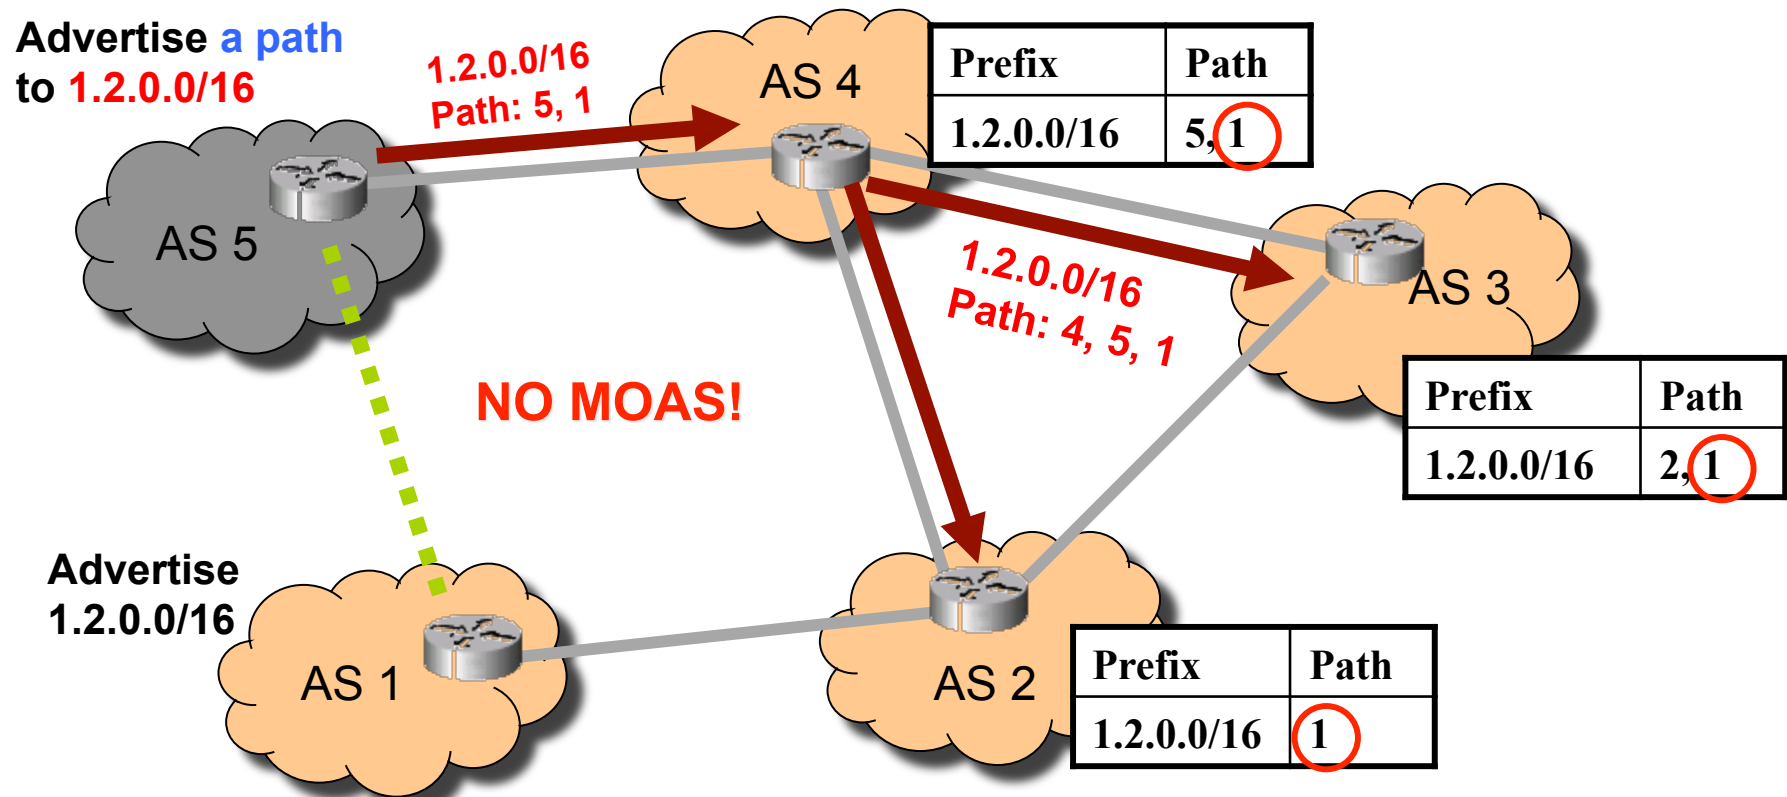 Advertise a path
to 1.2.0.0/16
1.2.0.0/16
Path: 5, 1
AS 4
Prefix Path
1.2.0.0/16 5, 1
AS 5
1.2.0.0/16
Path: 4, 5, 1
AS 3
NO MOAS!
Prefix Path
1.2.0.0/16 2, 1
Advertise
1.2.0.0/16
AS 1
AS 2
Prefix Path
1.2.0.0/16 1